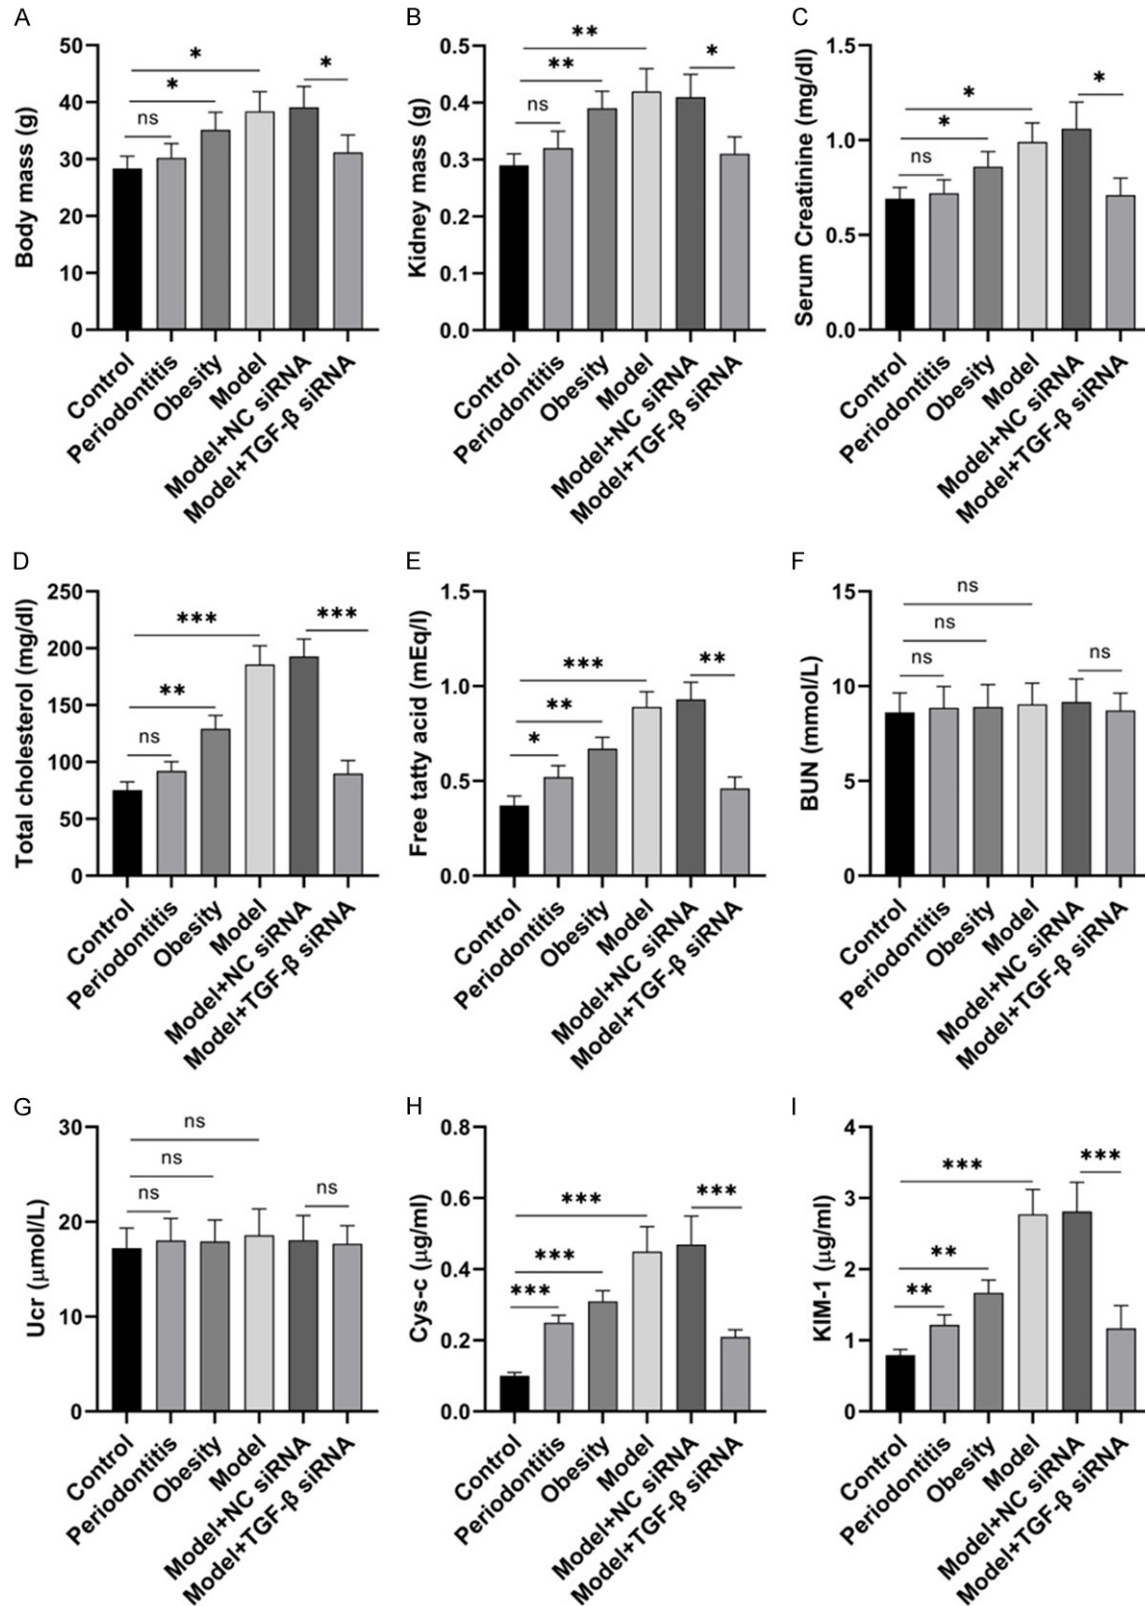 A
Body mass (g)
50
40
30
20
10
0
*
*
*
ns
Control
Periodontitis
Obesity
Model
Model+NC siRNA
Model+TGF-β siRNA
B
Kidney mass (g)
0.5
0.4
0.3
0.2
0.1
0.0
**
**
*
ns
Control
Periodontitis
Obesity
Model
Model+NC siRNA
Model+TGF-β siRNA
C
Serum Creatinine (mg/dl)
1.5
1.0
0.5
0.0
*
*
*
ns
Control
Periodontitis
Obesity
Model
Model+NC siRNA
Model+TGF-β siRNA
D
Total cholesterol (mg/dl)
250
200
150
100
50
0
***
***
**
ns
Control
Periodontitis
Obesity
Model
Model+NC siRNA
Model+TGF-β siRNA
E
Free tatty acid (mEq/l)
1.5
1.0
0.5
0.0
***
**
**
*
Control
Periodontitis
Obesity
Model
Model+NC siRNA
Model+TGF-β siRNA
F
BUN (mmol/L)
15
10
5
0
ns
ns
ns
ns
Control
Periodontitis
Obesity
Model
Model+NC siRNA
Model+TGF-β siRNA
G
Ucr (μmol/L)
30
20
10
0
ns
ns
ns
ns
Control
Periodontitis
Obesity
Model
Model+NC siRNA
Model+TGF-β siRNA
H
Cys-c (μg/ml)
0.8
0.6
0.4
0.2
0.0
***
***
***
***
Control
Periodontitis
Obesity
Model
Model+NC siRNA
Model+TGF-β siRNA
I
KIM-1 (μg/ml)
4
3
2
1
0
***
***
**
**
Control
Periodontitis
Obesity
Model
Model+NC siRNA
Model+TGF-β siRNA